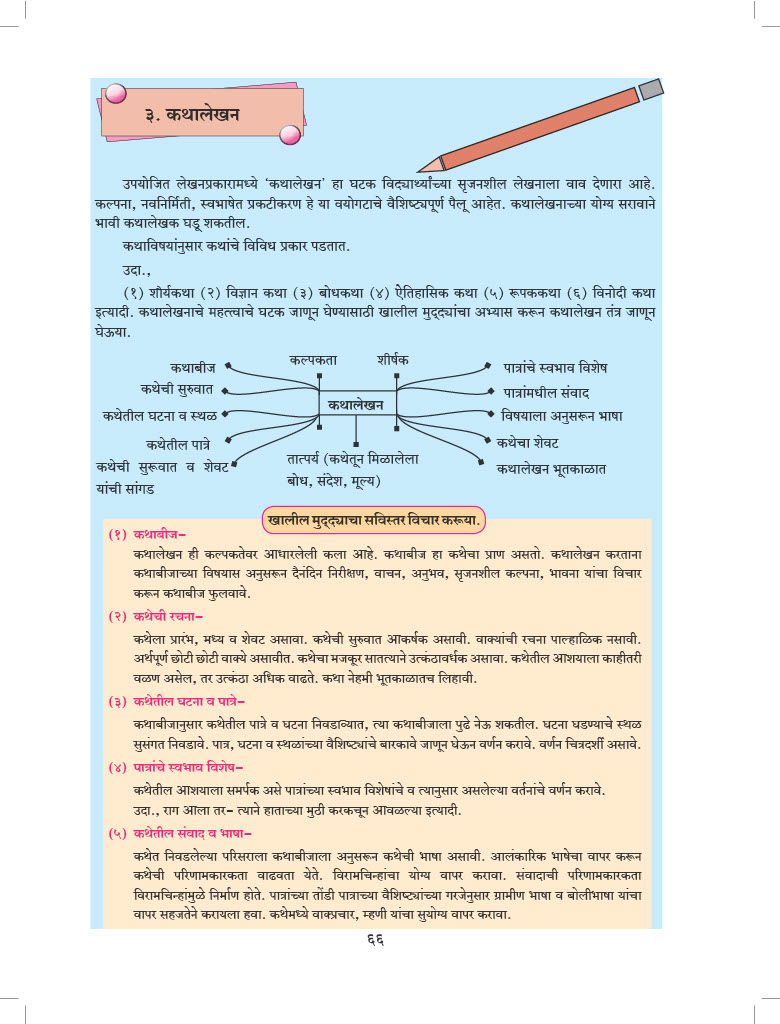 ३. कथालेखन
उपयोजित लेखनप्रकारामध्ये ‘कथालेखन’ हा घटक विद्यार्थ्यांच्या सृजनशील लेखनाला वाव देणारा आहे.
कल्पना, नवनिर्मिती, स्वभाषेत प्रकटीकरण हे या वयोगटाचे वैशिष्ट्यपूर्ण पैलू आहेत. कथालेखनाच्या योग्य सरावाने
भावी कथालेखक घडू शकतील.
कथाविषयांनुसार कथांचे विविध प्रकार पडतात.
उदा.,
(१) शौर्यकथा (२) विज्ञान कथा (३) बोधकथा (४) ऐतिहासिक कथा (५) रूपककथा (६) विनोदी कथा
इत्यादी. कथालेखनाचे महत्त्वाचे घटक जाणून घेण्यासाठी खालील मुद्द्यांचा अभ्यास करून कथालेखन तंत्र जाणून
घेऊया.
कल्पकता
शीर्षक
कथाबीज
कथेची सुरुवात
कथेतील घटना व स्थळ
कथेतील पात्रे
कथेची सुरूवात व शेवट
यांची सांगड
कथालेखन
तात्पर्य (कथेतून मिळालेला
बोध, संदेश, मूल्य)
पात्रांचे स्वभाव विशेष
पात्रांमधील संवाद
विषयाला अनुसरून भाषा
कथेचा शेवट
कथालेखन भूतकाळात
खालील मुद्द्याचा सविस्तर विचार करूया.
(१) कथाबीज–
कथालेखन ही कल्पकतेवर आधारलेली कला आहे. कथाबीज हा कथेचा प्राण असतो. कथालेखन करताना
कथाबीजाच्या विषयास अनुसरून दैनंदिन निरीक्षण, वाचन, अनुभव, सृजनशील कल्पना, भावना यांचा विचार
करून कथाबीज फुलवावे.
(२) कथेची रचना–
कथेला प्रारंभ, मध्य व शेवट असावा. कथेची सुरुवात आकर्षक असावी. वाक्यांची रचना पाल्हाळिक नसावी.
अर्थपूर्ण छोटी छोटी वाक्ये असावीत. कथेचा मजकूर सातत्याने उत्कंठावर्धक असावा. कथेतील आशयाला काहीतरी
वळण असेल, तर उत्कंठा अधिक वाढते. कथा नेहमी भूतकाळातच लिहावी.
(३) कथेतील घटना व पात्रे–
कथाबीजानुसार कथेतील पात्रे व घटना निवडाव्यात, त्या कथाबीजाला पुढे नेऊ शकतील. घटना घडण्याचे स्थळ
सुसंगत निवडावे. पात्र, घटना व स्थळांच्या वैशिष्ट्यांचे बारकावे जाणून घेऊन वर्णन करावे. वर्णन चित्रदर्शी असावे.
(४) पात्रांचे स्वभाव विशेष–
कथेतील आशयाला समर्पक असे पात्रांच्या स्वभाव विशेषांचे व त्यानुसार असलेल्या वर्तनांचे वर्णन करावे.
उदा., राग आला तर– त्याने हाताच्या मुठी करकचून आवळल्या इत्यादी.
(५) कथेतील संवाद व भाषा–
कथेत निवडलेल्या परिसराला कथाबीजाला अनुसरून कथेची भाषा असावी. आलंकारिक भाषेचा वापर करून
कथेची परिणामकारकता वाढवता येते. विरामचिन्हांचा योग्य वापर करावा. संवादाची परिणामकारकता
विरामचिन्हांमुळे निर्माण होते. पात्रांच्या तोंडी पात्राच्या वैशिष्ट्यांच्या गरजेनुसार ग्रामीण भाषा व बोलीभाषा यांचा
वापर सहजतेने करायला हवा. कथेमध्ये वाक्प्रचार, म्हणी यांचा सुयोग्य वापर करावा.
६६